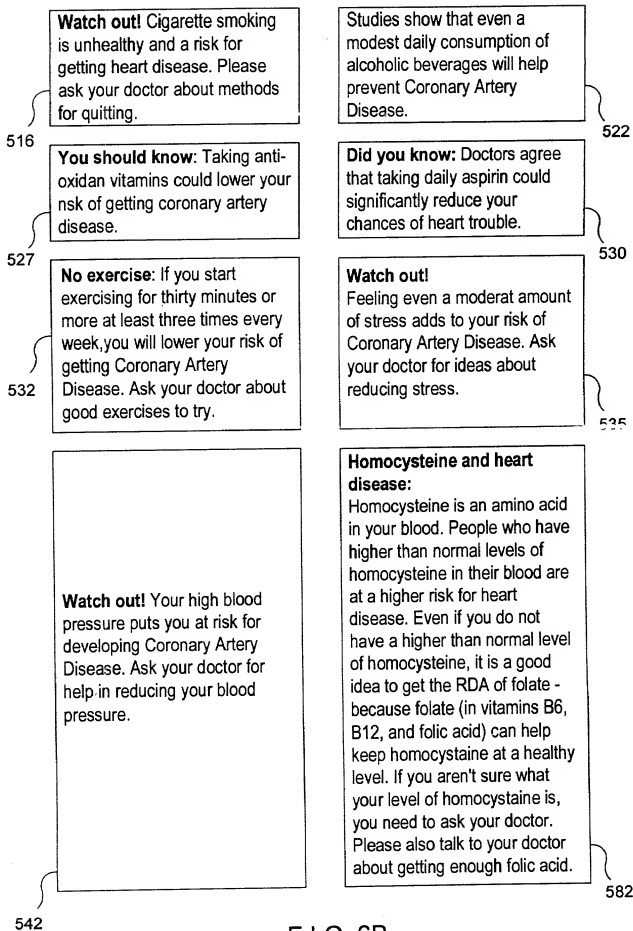 Watch out! Cigarette smoking
is unhealthy and a risk for
getting heart disease. Please
ask your doctor about methods
for quitting.
516
Studies show that even a
modest daily consumption of
alcoholic beverages will help
prevent Coronary Artery
Disease.
522
You should know: Taking anti-
oxidan vitamins could lower your
nsk of getting coronary artery
disease.
527
Did you know: Doctors agree
that taking daily aspirin could
significantly reduce your
chances of heart trouble.
530
No exercise: If you start
exercising for thirty minutes or
more at least three times every
week,you will lower your risk of
getting Coronary Artery
Disease. Ask your doctor about
good exercises to try.
532
Watch out!
Feeling even a moderat amount
of stress adds to your risk of
Coronary Artery Disease. Ask
your doctor for ideas about
reducing stress.
535
Watch out! Your high blood
pressure puts you at risk for
developing Coronary Artery
Disease. Ask your doctor for
help in reducing your blood
pressure.
542
Homocysteine and heart
disease:
Homocysteine is an amino acid
in your blood. People who have
higher than normal levels of
homocysteine in their blood are
at a higher risk for heart
disease. Even if you do not
have a higher than normal level
of homocysteine, it is a good
idea to get the RDA of folate -
because folate (in vitamins B6,
B12, and folic acid) can help
keep homocystaine at a healthy
level. If you aren't sure what
your level of homocystaine is,
you need to ask your doctor.
Please also talk to your doctor
about getting enough folic acid.
582